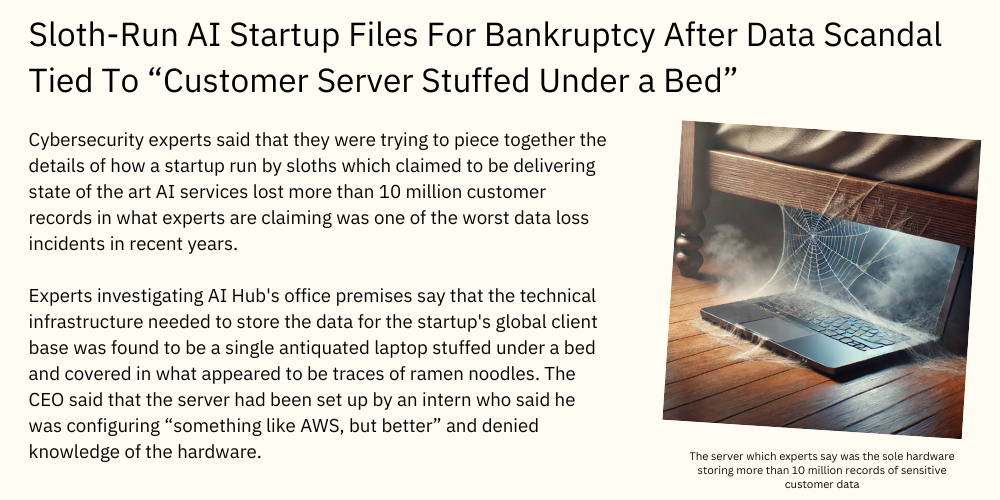 Sloth-Run AI Startup Files For Bankruptcy After Data Scandal
Tied To “Customer Server Stuffed Under a Bed”
Cybersecurity experts said that they were trying to piece together the
details of how a startup run by sloths which claimed to be delivering
state of the art AI services lost more than 10 million customer
records in what experts are claiming was one of the worst data loss
incidents in recent years.
Experts investigating AI Hub's office premises say that the technical
infrastructure needed to store the data for the startup's global client
base was found to be a single antiquated laptop stuffed under a bed
and covered in what appeared to be traces of ramen noodles. The
CEO said that the server had been set up by an intern who said he
was configuring “something like AWS, but better” and denied
knowledge of the hardware.
The server which experts say was the sole hardware
storing more than 10 million records of sensitive
customer data